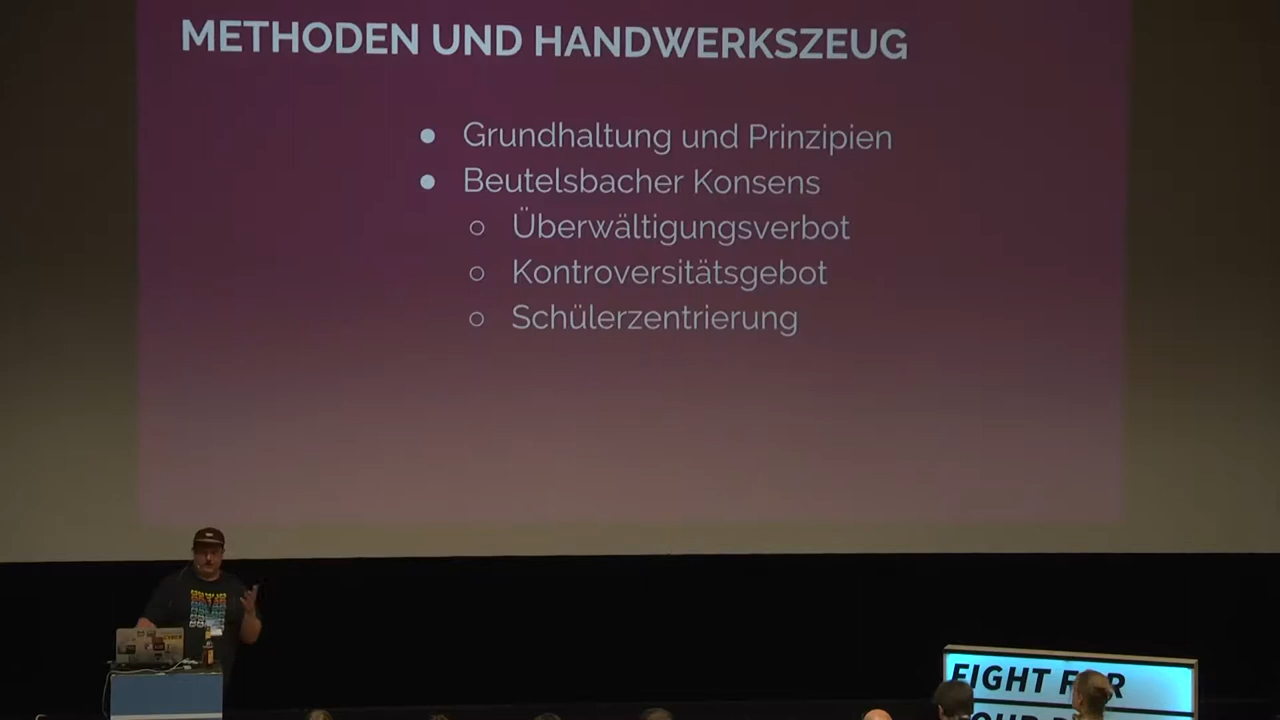 METHODEN UND HANDWERKSZEUG
● Grundhaltung und Prinzipien
● Beutelsbacher Konsens
○ Überwältigungsverbot
○ Kontroversitätsgebot
○ Schülerzentrierung
FIGHT FOR